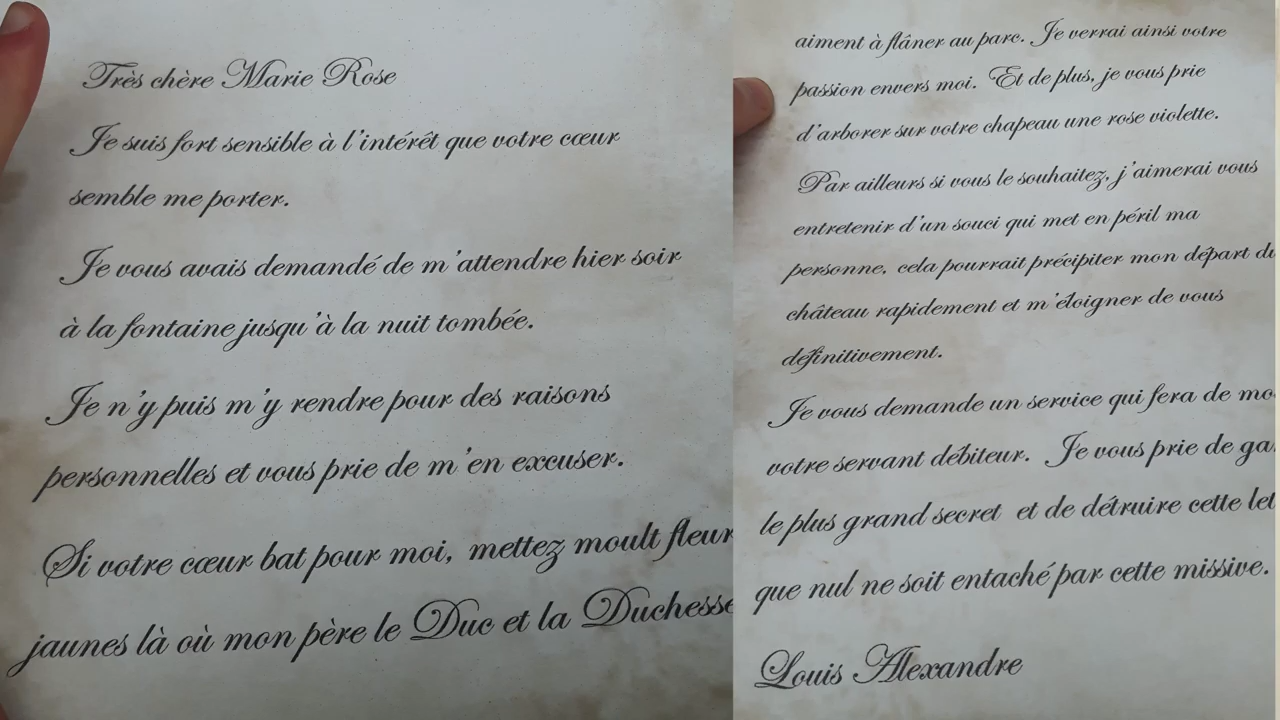 Très chère Marie Rose
Je suis fort sensible à l'intérêt que votre cœur
semble me porter.
Je vous avais demandé de m'attendre hier soir
à la fontaine jusqu'à la nuit tombée.
Je n'y puis m'y rendre pour des raisons
personnelles et vous prie de m'en excuser.
Si votre cœur bat pour moi, mettez moult fleur
jaunes là où mon père le Duc et la Duchesse
aiment à flâner au parc. Je verrai ainsi votre
passion envers moi. Et de plus, je vous prie
d'arborer sur votre chapeau une rose violette.
Par ailleurs si vous le souhaitez, j'aimerai vous
entretenir d'un souci qui met en péril ma
personne, cela pourrait précipiter mon départ du
château rapidement et m'éloigner de vous
définitivement.
Je vous demande un service qui fera de mo
votre servant débiteur. Je vous prie de ga
le plus grand secret et de détruire cette let
que nul ne soit entaché par cette missive.
Louis Alexandre